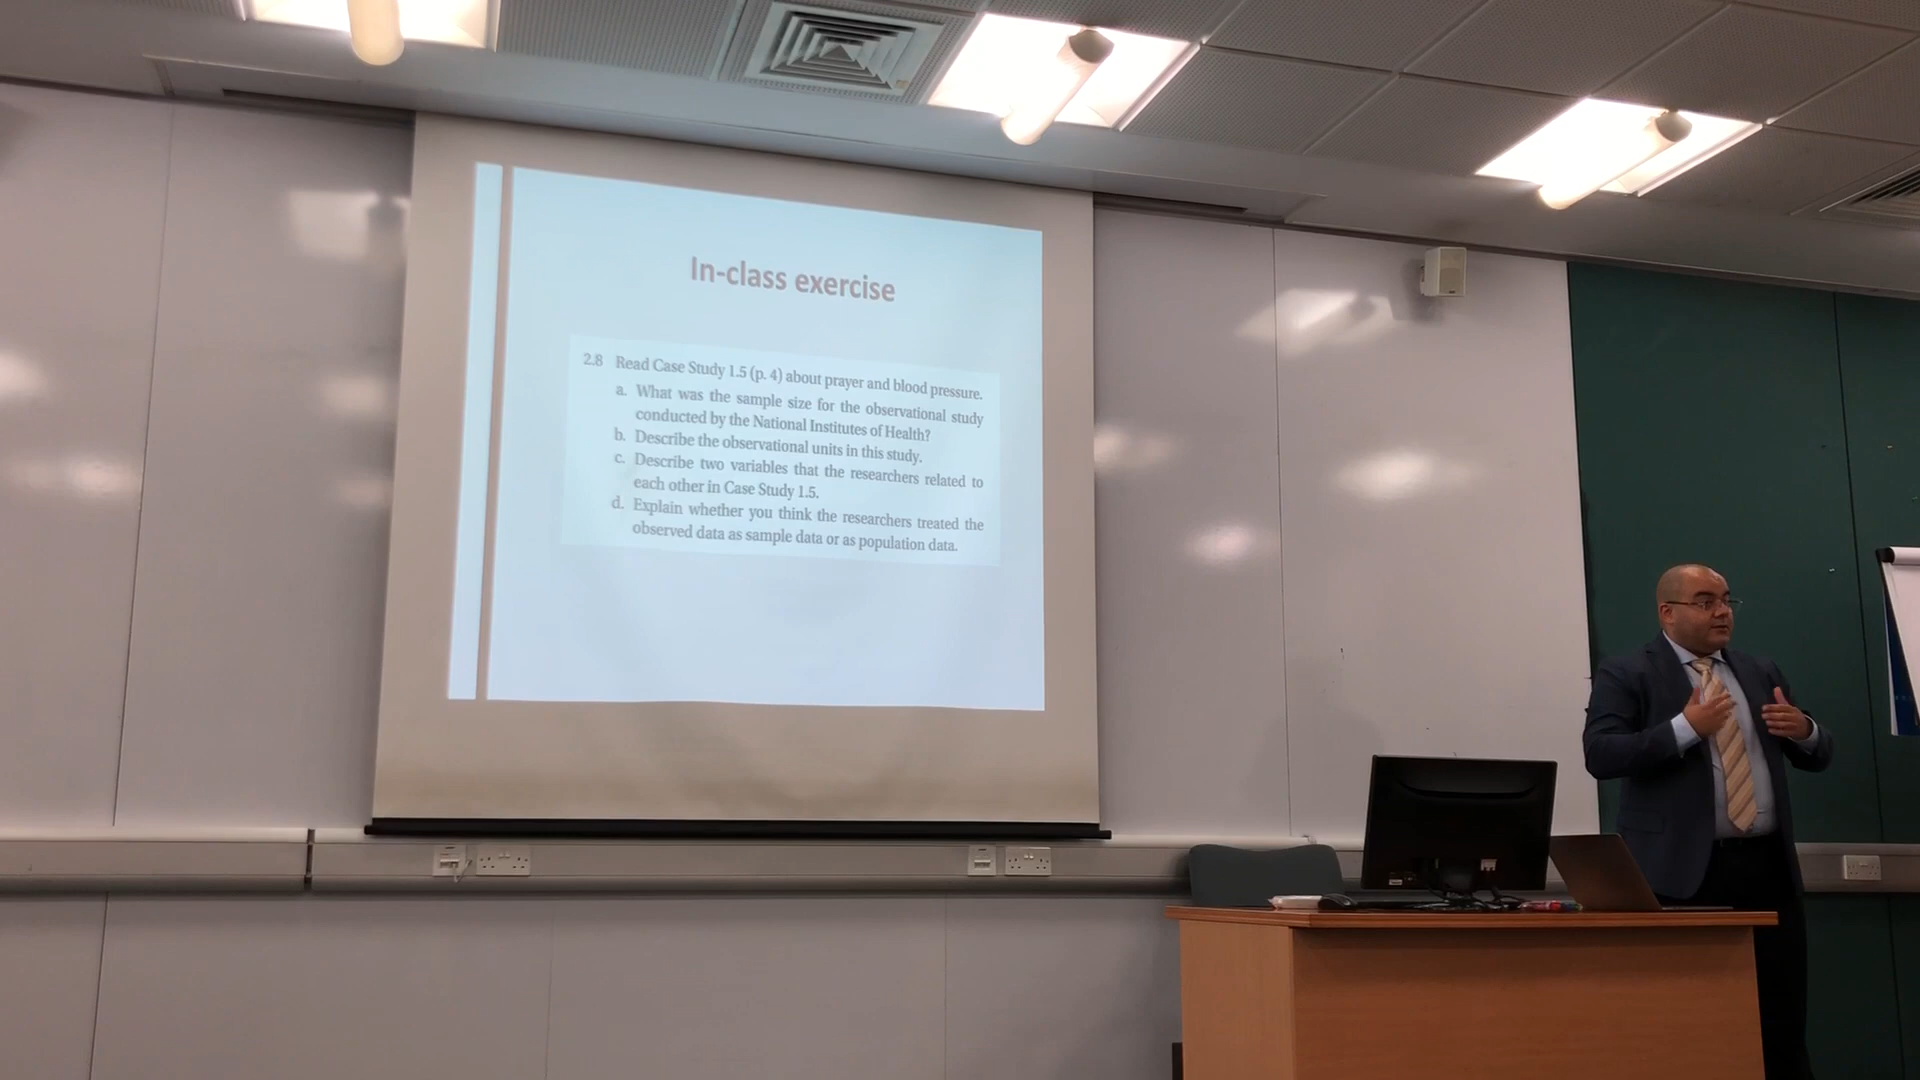 In-class exercise
2.8 Read Case Study 1.5 (p. 4) about prayer and blood pressure.
a. What was the sample size for the observational study
conducted by the National Institutes of Health?
b. Describe the observational units in this study.
c. Describe two variables that the researchers related to
each other in Case Study 1.5.
d. Explain whether you think the researchers treated the
observed data as sample data or as population data.